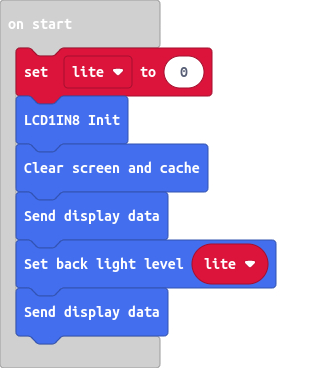 on start
set lite to 0
LCD1IN8 Init
Clear screen and cache
Send display data
Set back light level lite
Send display data